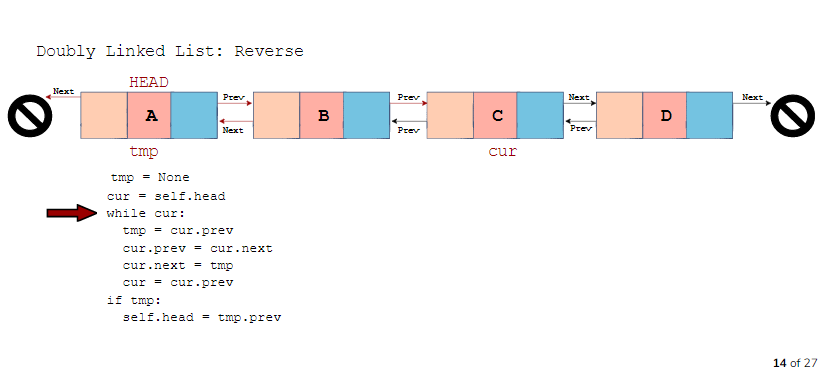 Doubly Linked List: Reverse
HEAD
Next Prev Prev Next Next
A B C D
Next Prev Prev
tmp cur
tmp = None
cur = self.head
while cur:
tmp = cur.prev
cur.prev = cur.next
cur.next = tmp
cur = cur.prev
if tmp:
self.head = tmp.prev
14 of 27